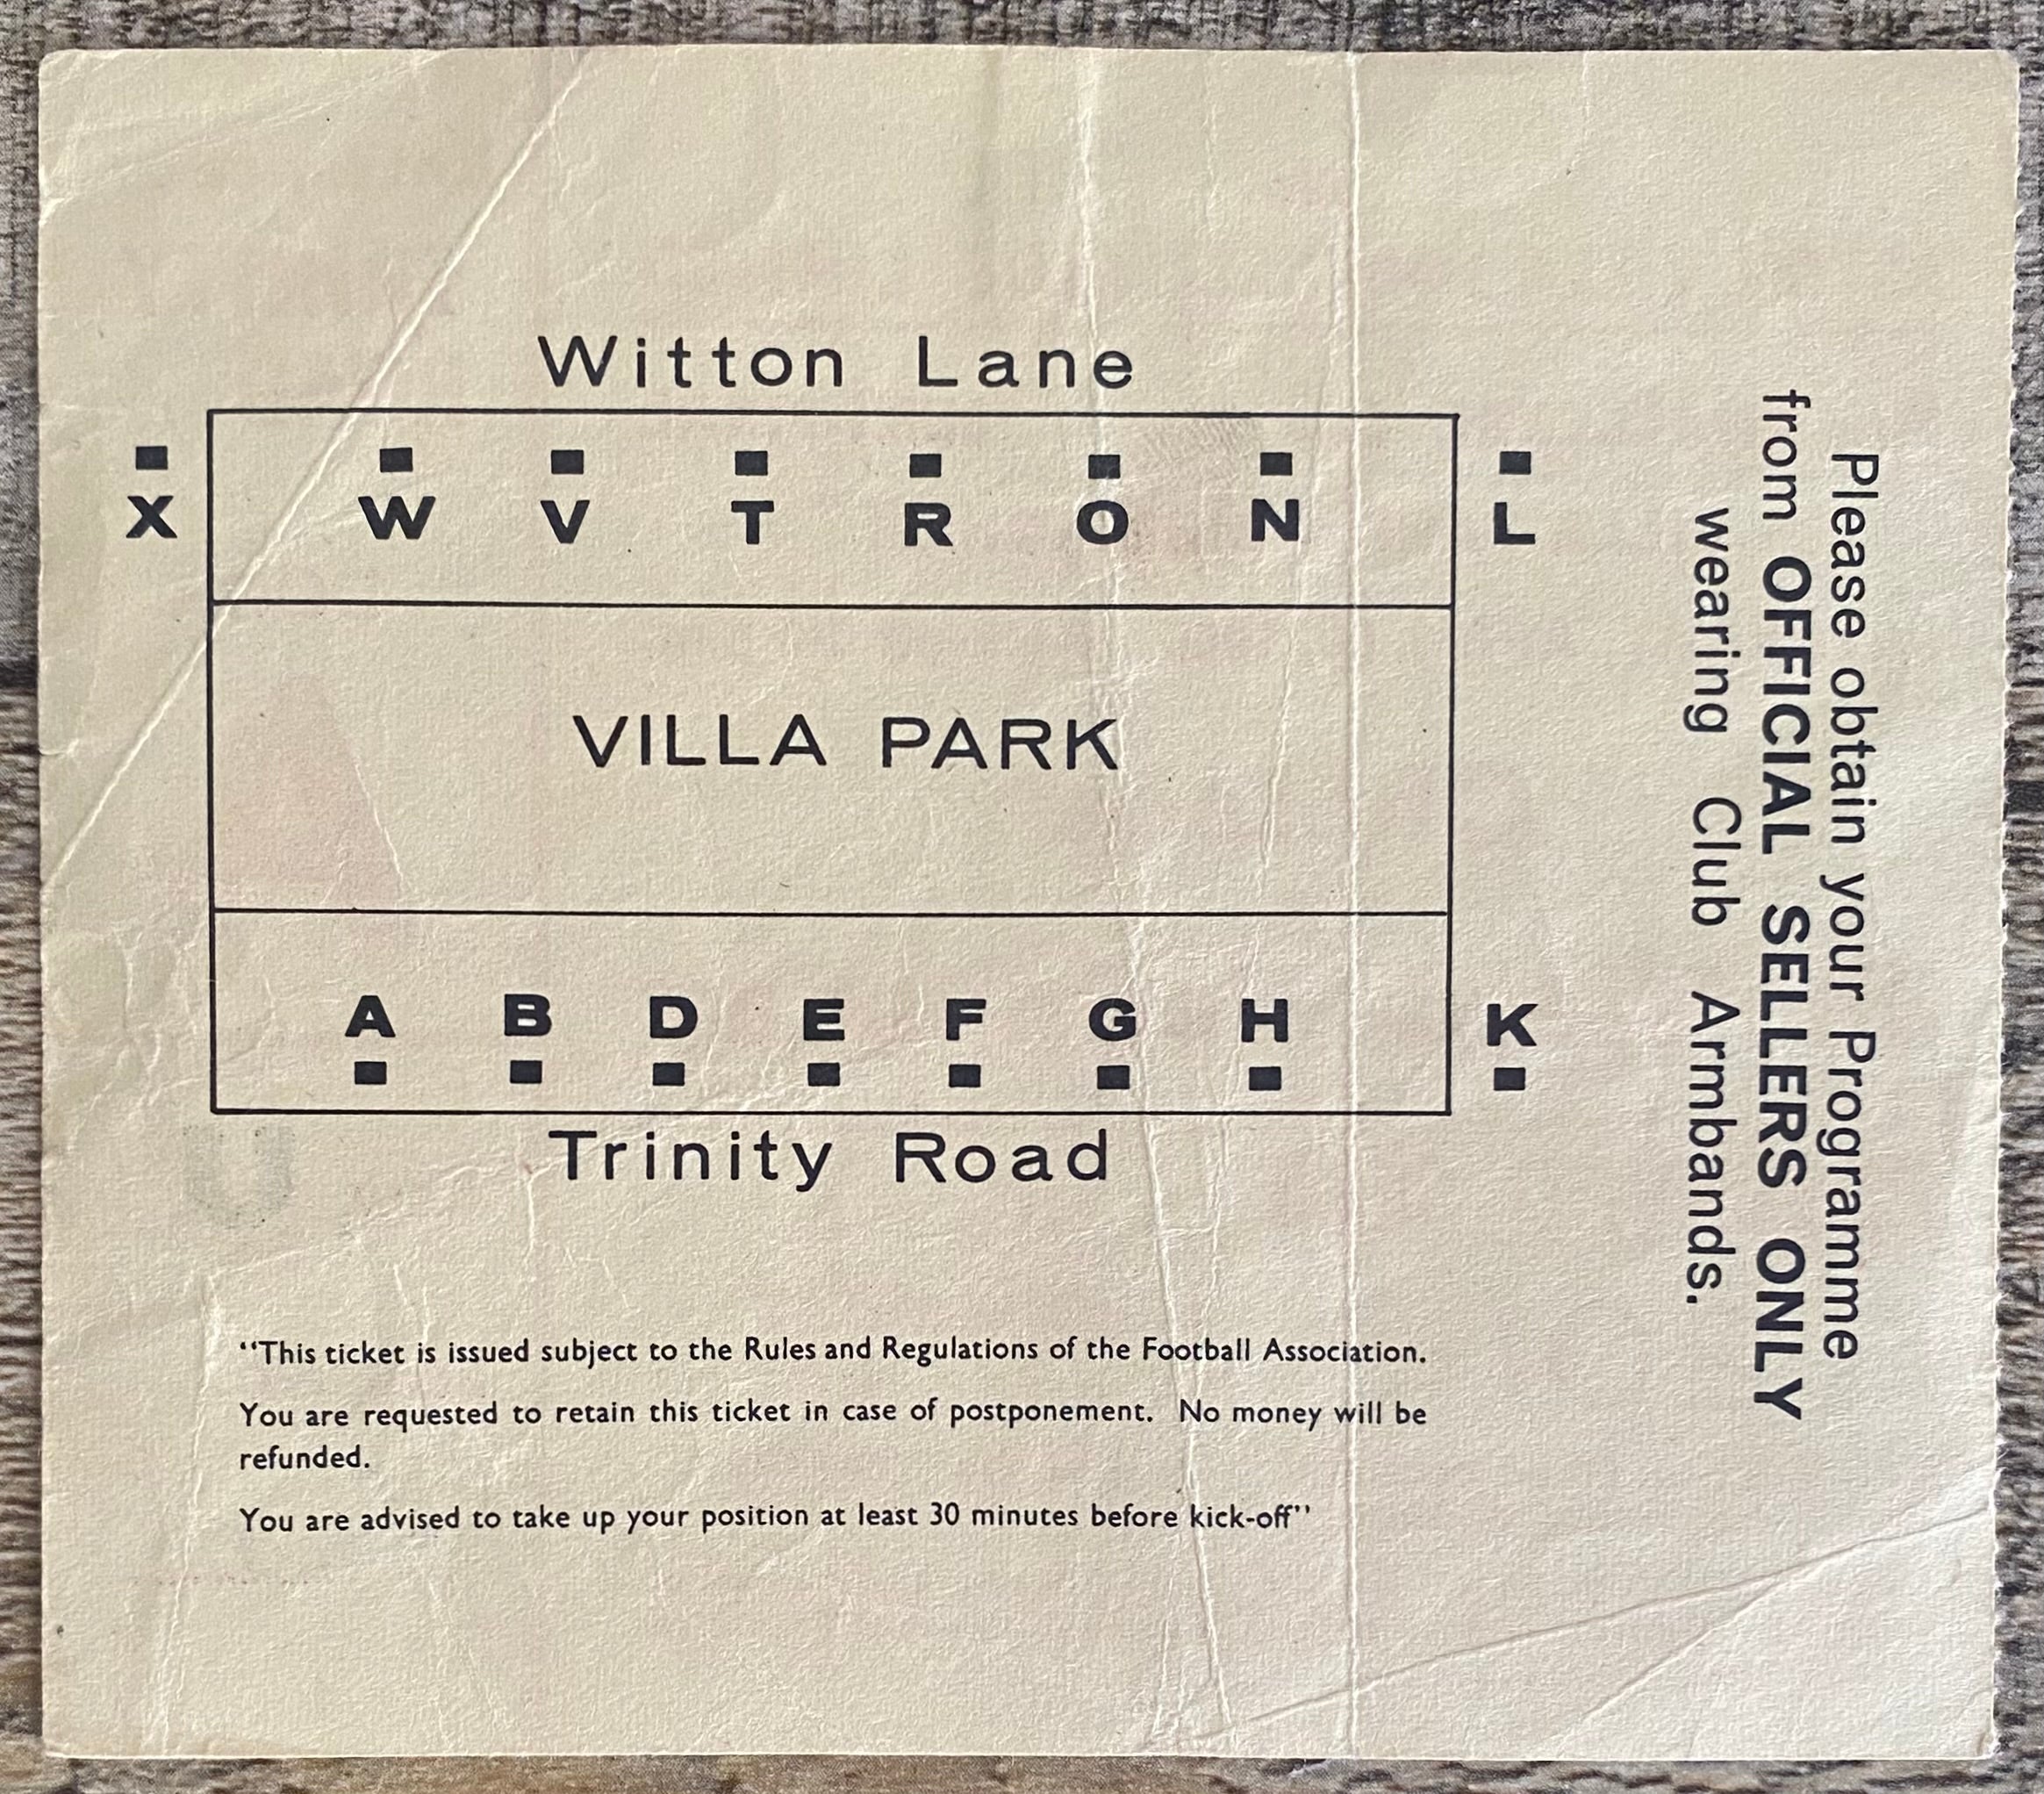 Witton Lane
X W V T R O N L
VILLA PARK
A B D E F G H K
Trinity Road
“This ticket is issued subject to the Rules and Regulations of the Football Association.
You are requested to retain this ticket in case of postponement. No money will be
refunded.
You are advised to take up your position at least 30 minutes before kick-off”
Please obtain your Programme
from OFFICIAL SELLERS ONLY
wearing Club Armbands.